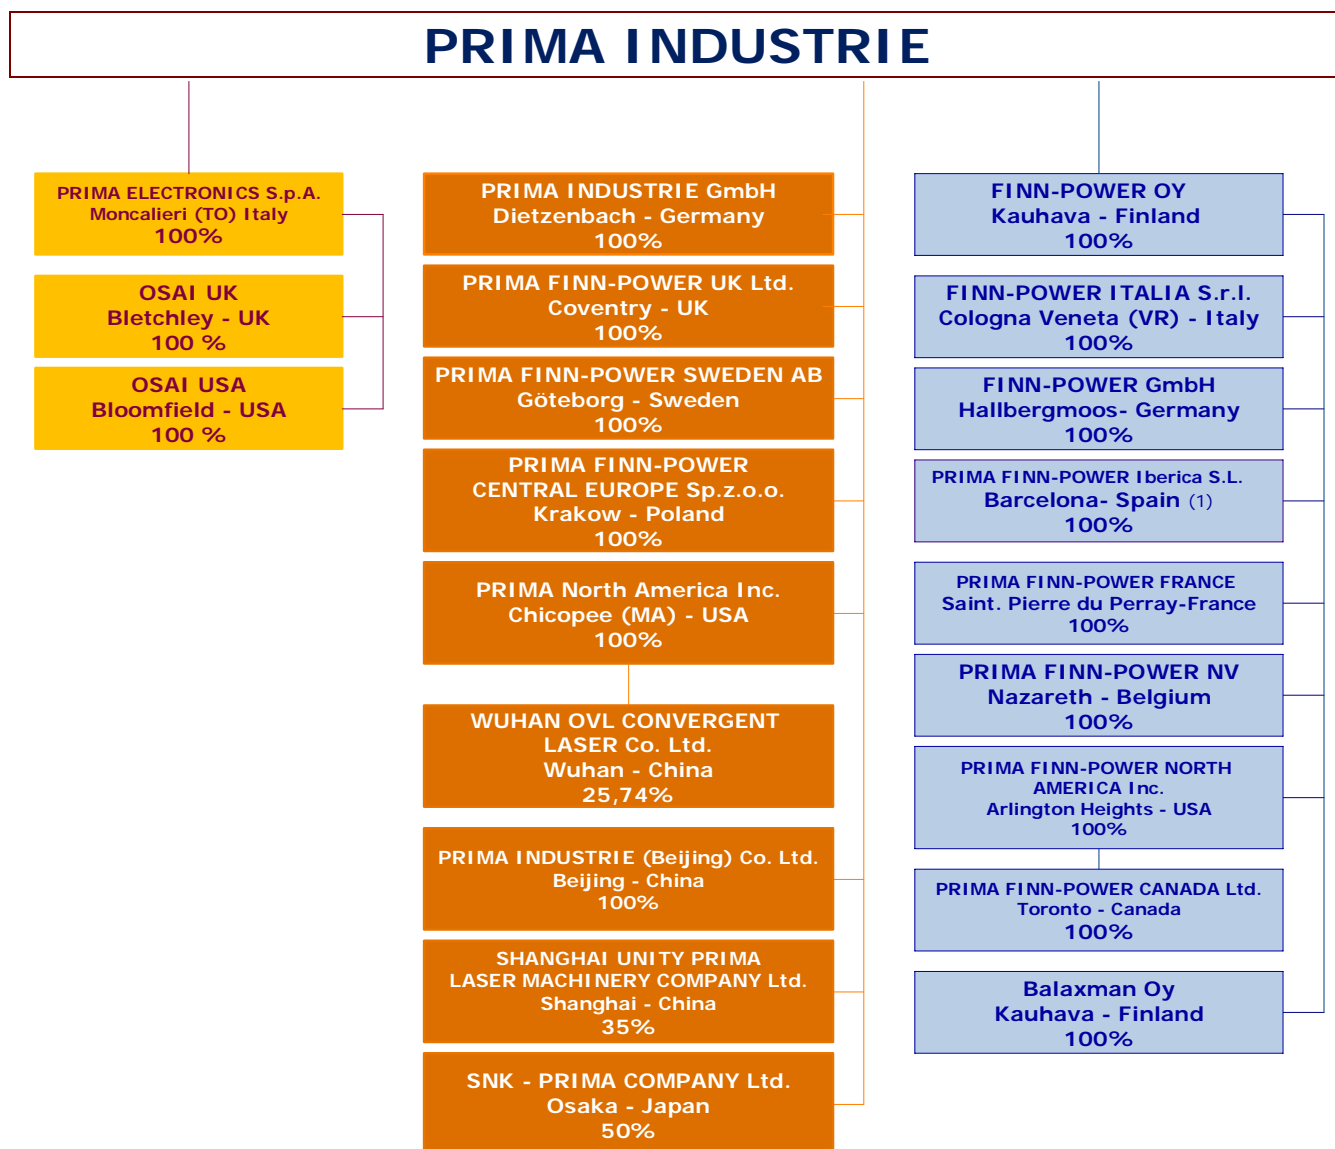 PRIMA INDUSTRIE
PRIMA ELECTRONICS S.p.A.
Moncalieri (TO) Italy
100%
OSAI UK
Bletchley - UK
100 %
OSAI USA
Bloomfield - USA
100 %
PRIMA INDUSTRIE GmbH
Dietzenbach - Germany
100%
PRIMA FINN-POWER UK Ltd.
Coventry - UK
100%
PRIMA FINN-POWER SWEDEN AB
Göteborg - Sweden
100%
PRIMA FINN-POWER
CENTRAL EUROPE Sp.z.o.o.
Krakow - Poland
100%
PRIMA North America Inc.
Chicopee (MA) - USA
100%
WUHAN OVL CONVERGENT
LASER Co. Ltd.
Wuhan - China
25,74%
PRIMA INDUSTRIE (Beijing) Co. Ltd.
Beijing - China
100%
SHANGHAI UNITY PRIMA
LASER MACHINERY COMPANY Ltd.
Shanghai - China
35%
SNK - PRIMA COMPANY Ltd.
Osaka - Japan
50%
FINN-POWER OY
Kauhava - Finland
100%
FINN-POWER ITALIA S.r.l.
Cologna Veneta (VR) - Italy
100%
FINN-POWER GmbH
Hallbergmoos- Germany
100%
PRIMA FINN-POWER Iberica S.L.
Barcelona- Spain (1)
100%
PRIMA FINN-POWER FRANCE
Saint. Pierre du Perray-France
100%
PRIMA FINN-POWER NV
Nazareth - Belgium
100%
PRIMA FINN-POWER NORTH
AMERICA Inc.
Arlington Heights - USA
100%
PRIMA FINN-POWER CANADA Ltd.
Toronto - Canada
100%
Balaxman Oy
Kauhava - Finland
100%